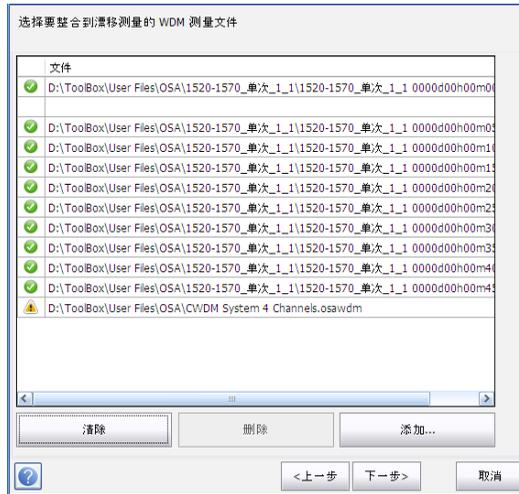 选择要整合到漂移测量的 WDM 测量文件
文件
D:\ToolBox\User Files\OSA\1520-1570_单次_1_1\1520-1570_单次_1_1 0000d00h00m00
D:\ToolBox\User Files\OSA\1520-1570_单次_1_1\1520-1570_单次_1_1 0000d00h00m05
D:\ToolBox\User Files\OSA\1520-1570_单次_1_1\1520-1570_单次_1_1 0000d00h00m10
D:\ToolBox\User Files\OSA\1520-1570_单次_1_1\1520-1570_单次_1_1 0000d00h00m15
D:\ToolBox\User Files\OSA\1520-1570_单次_1_1\1520-1570_单次_1_1 0000d00h00m20
D:\ToolBox\User Files\OSA\1520-1570_单次_1_1\1520-1570_单次_1_1 0000d00h00m25
D:\ToolBox\User Files\OSA\1520-1570_单次_1_1\1520-1570_单次_1_1 0000d00h00m30
D:\ToolBox\User Files\OSA\1520-1570_单次_1_1\1520-1570_单次_1_1 0000d00h00m35
D:\ToolBox\User Files\OSA\1520-1570_单次_1_1\1520-1570_单次_1_1 0000d00h00m40
D:\ToolBox\User Files\OSA\1520-1570_单次_1_1\1520-1570_单次_1_1 0000d00h00m45
D:\ToolBox\User Files\OSA\CWDM System 4 Channels.osawdm
清除
删除
添加...
<上一步
下一步>
取消